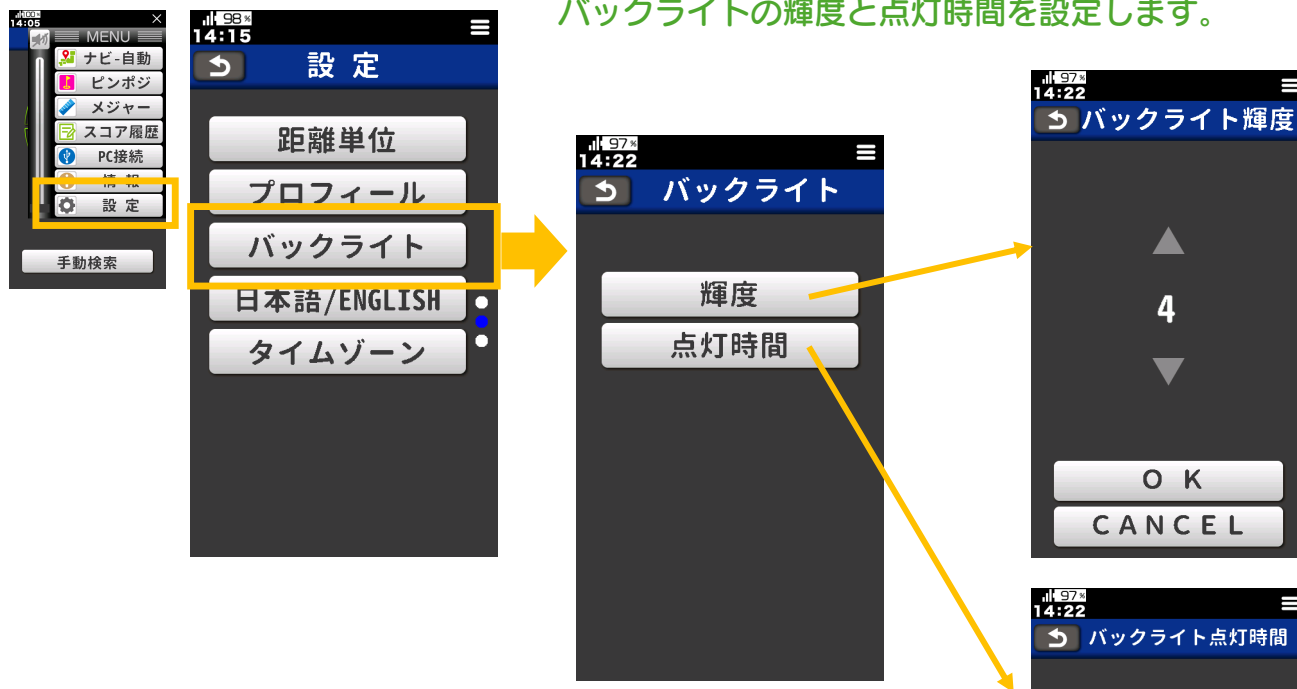 バックライトの輝度と点灯時間を設定します。
100%
14:05
×
MENU
ナビ-自動
ピンポジ
メジャー
スコア履歴
PC接続
情 報
設 定
手動検索
98%
14:15
設 定
距離単位
プロフィール
バックライト
日本語/ENGLISH
タイムゾーン
97%
14:22
バックライト
輝度
点灯時間
97%
14:22
バックライト輝度
4
O K
CANCEL
97%
14:22
バックライト点灯時間